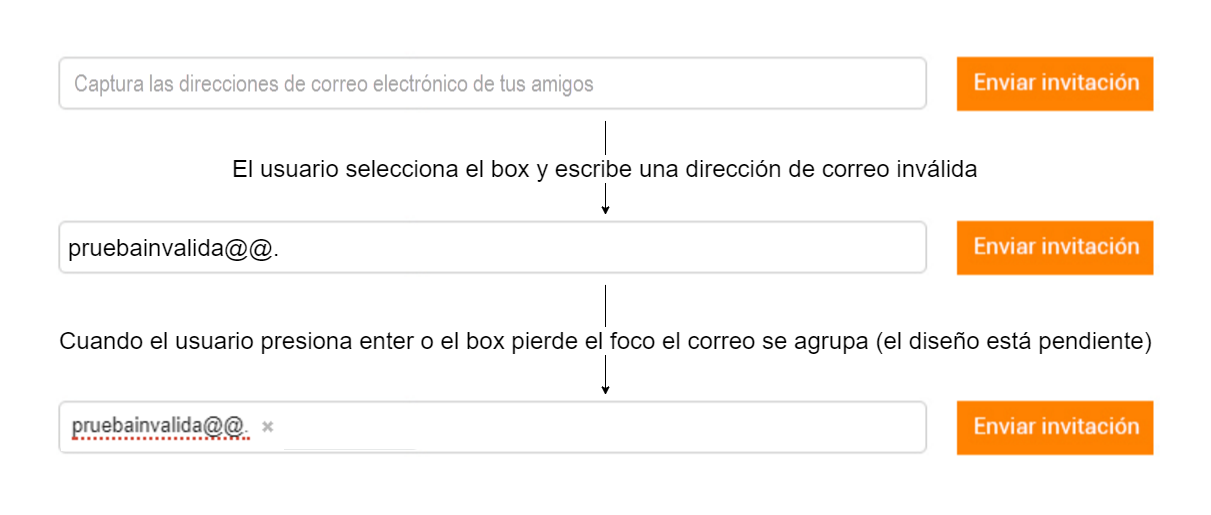 Captura las direcciones de correo electrónico de tus amigos
Enviar invitación
El usuario selecciona el box y escribe una dirección de correo inválida
pruebainvalida@@.
Enviar invitación
Cuando el usuario presiona enter o el box pierde el foco el correo se agrupa (el diseño está pendiente)
pruebainvalida@@. ×
Enviar invitación